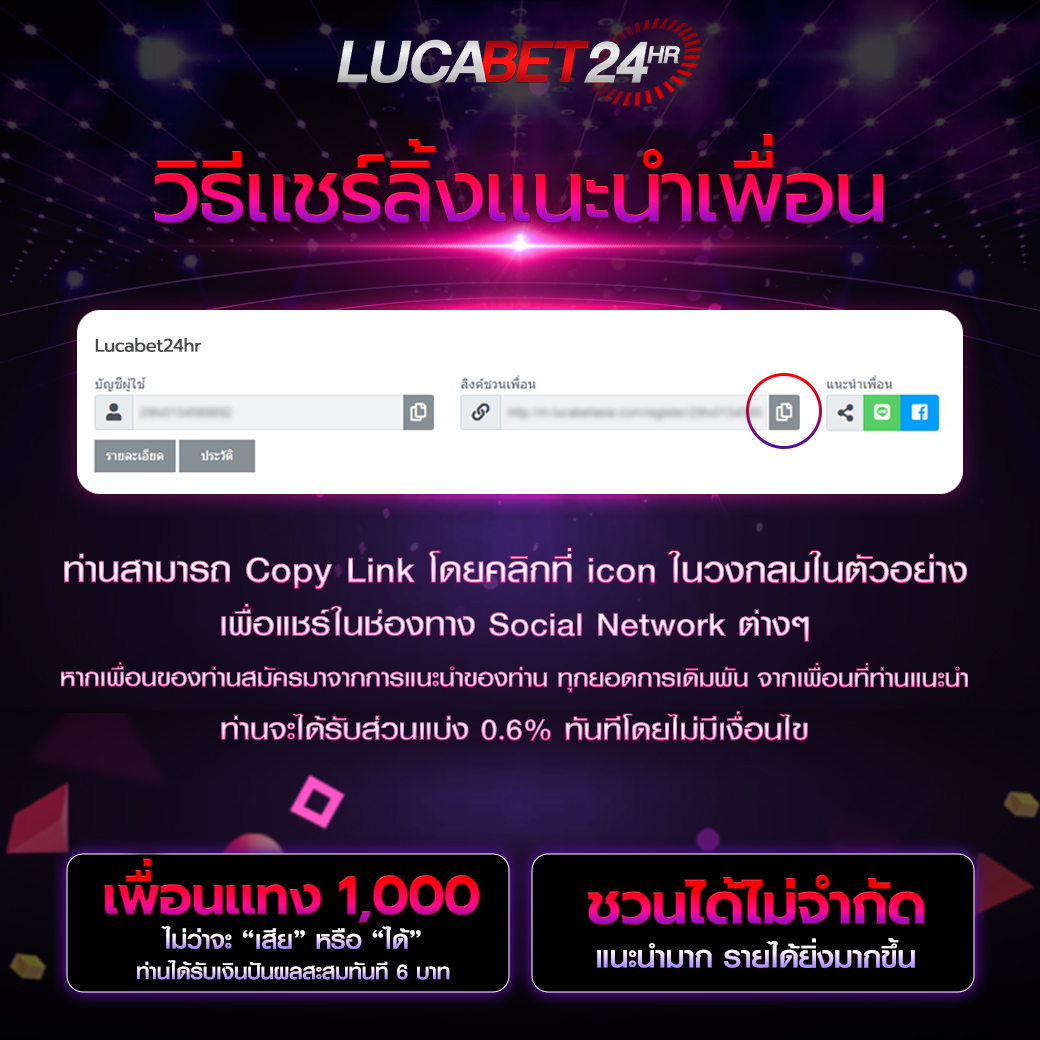 LUCABET24HR
วิธีแชร์ลิ้งแนะนำเพื่อน
Lucabet24hr
บัญชีผู้ใช้ ลิงค์ชวนเพื่อน แนะนำเพื่อน
รายละเอียด ประวัติ
ท่านสามารถ Copy Link โดยคลิกที่ icon ในวงกลมในตัวอย่าง
เพื่อแชร์ในช่องทาง Social Network ต่างๆ
หากเพื่อนของท่านสมัครมาจากการแนะนำของท่าน ทุกยอดการเดิมพัน จากเพื่อนที่ท่านแนะนำ
ท่านจะได้รับส่วนแบ่ง 0.6% ทันทีโดยไม่มีเงื่อนไข
เพื่อนแทง 1,000
ไม่ว่าจะ “เสีย” หรือ “ได้”
ท่านได้รับเงินปันผลสะสมทันที 6 บาท
ชวนได้ไม่จำกัด
แนะนำมาก รายได้ยิ่งมากขึ้น